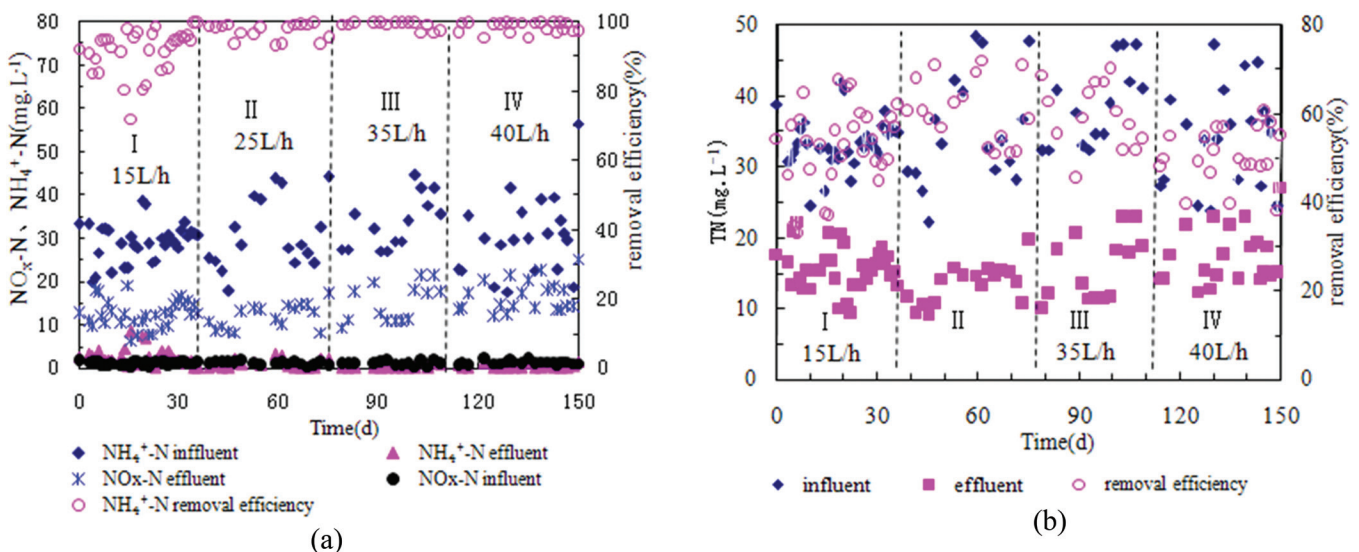 NOx-N、NH4+-N(mg.L-1)
80
70
60
50
40
30
20
10
0
I
15L/h
II
25L/h
III
35L/h
IV
40L/h
100
80
60
40
20
0
removal efficiency(%)
0 30 60 90 120 150
Time(d)
NH4+-N inffluent
NH4+-N effluent
NOx-N effluent
NOx-N influent
NH4+-N removal efficiency
(a)
TN(mg.L-1)
50
40
30
20
10
0
I
15L/h
II
III
35L/h
IV
40L/h
80
70
60
50
40
30
20
10
0
removal efficiency(%)
0 30 60 90 120 150
Time(d)
influent effluent removal efficiency
(b)